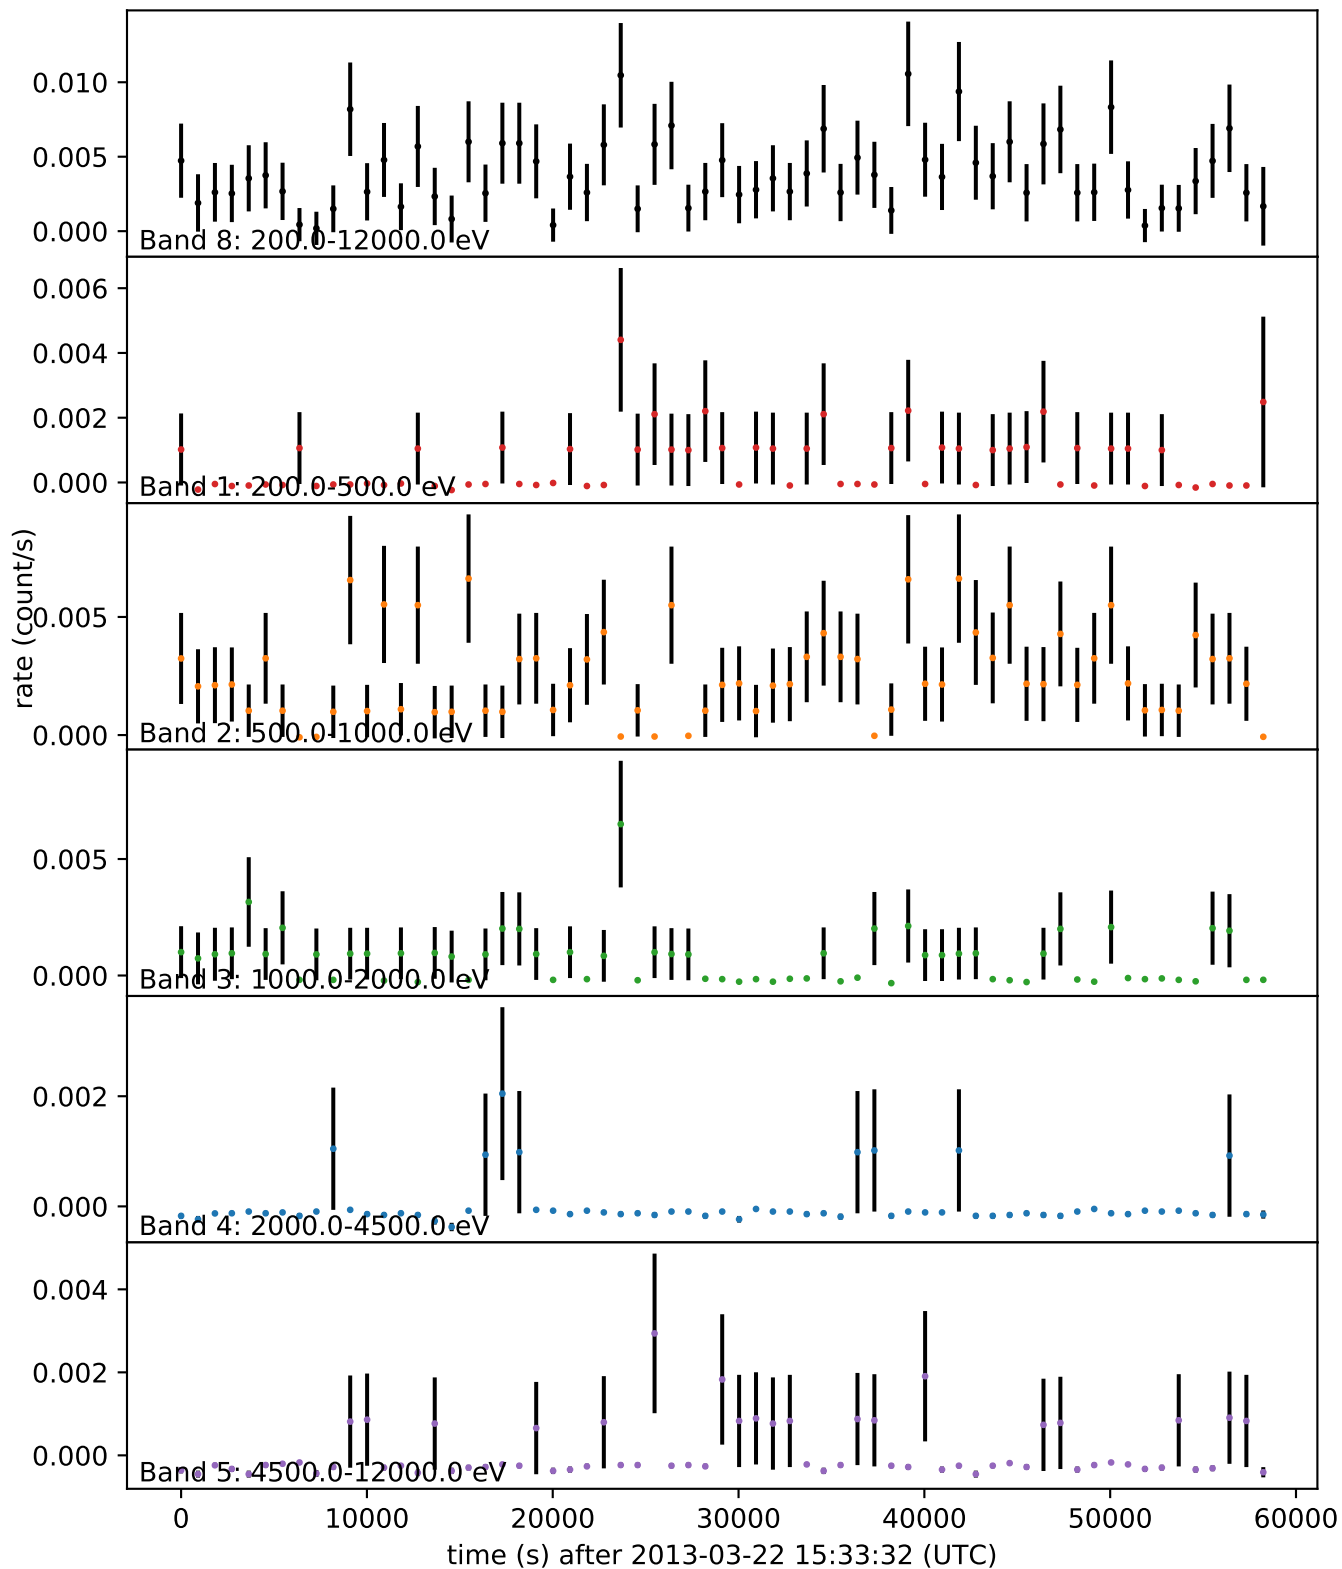 0.010
0.005
0.000
Band 8: 200.0-12000.0 eV
0.006
0.004
0.002
0.000
Band 1: 200.0-500.0 eV
rate (count/s)
0.005
0.000
Band 2: 500.0-1000.0 eV
0.005
0.000
Band 3: 1000.0-2000.0 eV
0.002
0.000
Band 4: 2000.0-4500.0 eV
0.004
0.002
0.000
Band 5: 4500.0-12000.0 eV
0 10000 20000 30000 40000 50000 60000
time (s) after 2013-03-22 15:33:32 (UTC)